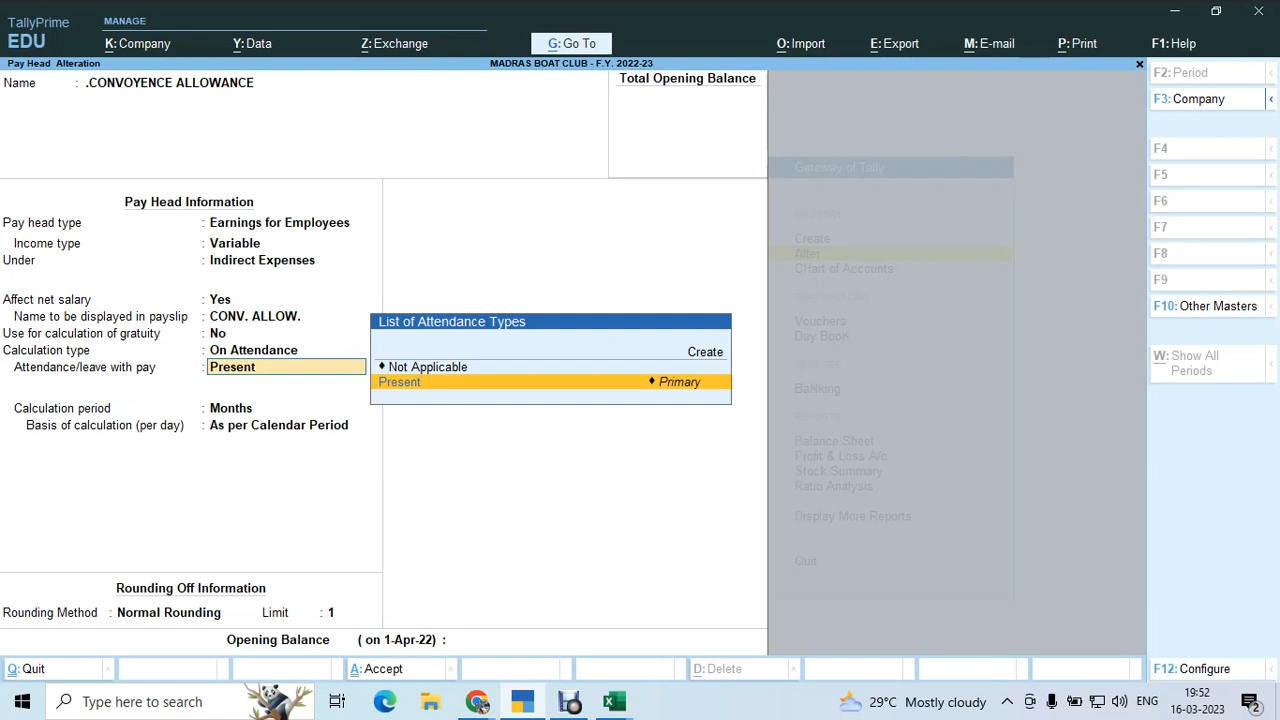 TallyPrime
EDU
MANAGE
K: Company
Y: Data
Z: Exchange
G: Go To
O: Import
E: Export
M: E-mail
P: Print
F1: Help
Pay Head Alteration
MADRAS BOAT CLUB - F.Y. 2022-23
Name : .CONVOYENCE ALLOWANCE
Total Opening Balance
Pay Head Information
Pay head type : Earnings for Employees
Income type : Variable
Under : Indirect Expenses
Affect net salary : Yes
Name to be displayed in payslip : CONV. ALLOW.
Use for calculation of gratuity : No
Calculation type : On Attendance
Attendance/leave with pay : Present
Calculation period : Months
Basis of calculation (per day) : As per Calendar Period
List of Attendance Types
Create
Not Applicable
Present Primary
Rounding Off Information
Rounding Method : Normal Rounding Limit : 1
Opening Balance ( on 1-Apr-22) :
Gateway of Tally
Create
Alter
CHart of Accounts
Vouchers
Day BooK
BaNking
Balance Sheet
Profit & Loss A/c
Stock Summary
Ratio Analysis
Display More Reports
Quit
F2: Period
F3: Company
F4
F5
F6
F7
F8
F9
F10: Other Masters
W: Show All
Periods
Q: Quit
A: Accept
D: Delete
F12: Configure
Type here to search
29°C Mostly cloudy
ENG
19:52
16-03-2023
2